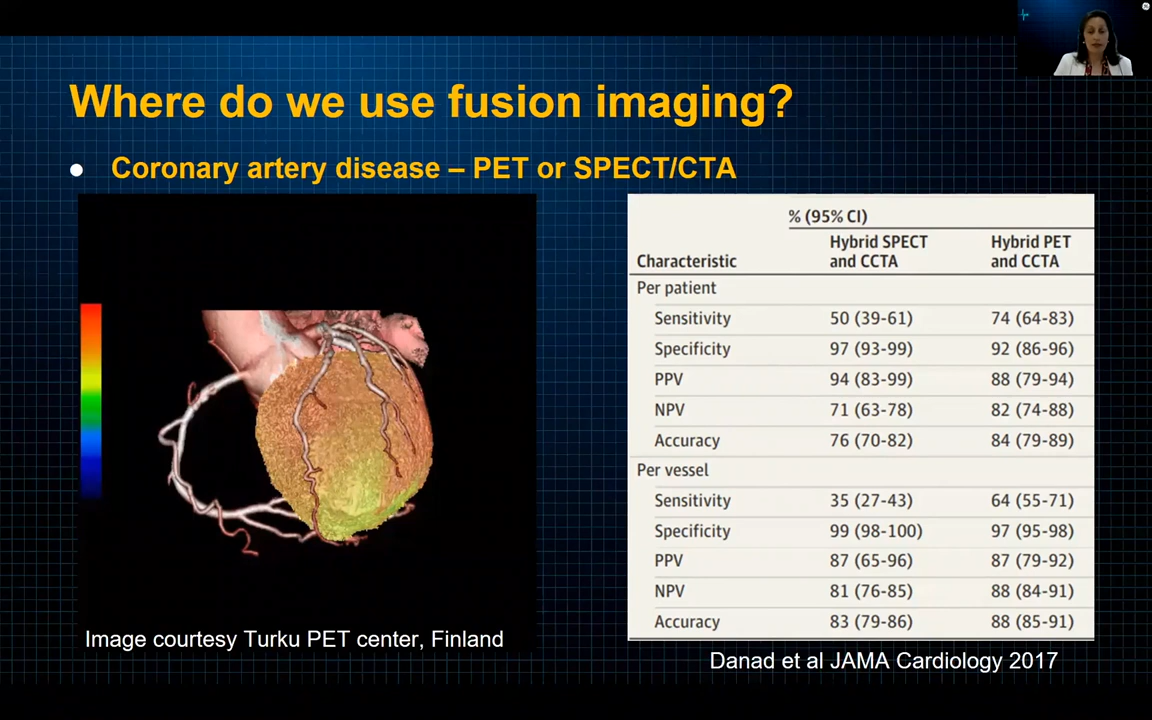 Where do we use fusion imaging?
● Coronary artery disease – PET or SPECT/CTA
% (95% CI)
Characteristic Hybrid SPECT and CCTA Hybrid PET and CCTA
Per patient
Sensitivity 50 (39-61) 74 (64-83)
Specificity 97 (93-99) 92 (86-96)
PPV 94 (83-99) 88 (79-94)
NPV 71 (63-78) 82 (74-88)
Accuracy 76 (70-82) 84 (79-89)
Per vessel
Sensitivity 35 (27-43) 64 (55-71)
Specificity 99 (98-100) 97 (95-98)
PPV 87 (65-96) 87 (79-92)
NPV 81 (76-85) 88 (84-91)
Accuracy 83 (79-86) 88 (85-91)
Image courtesy Turku PET center, Finland
Danad et al JAMA Cardiology 2017